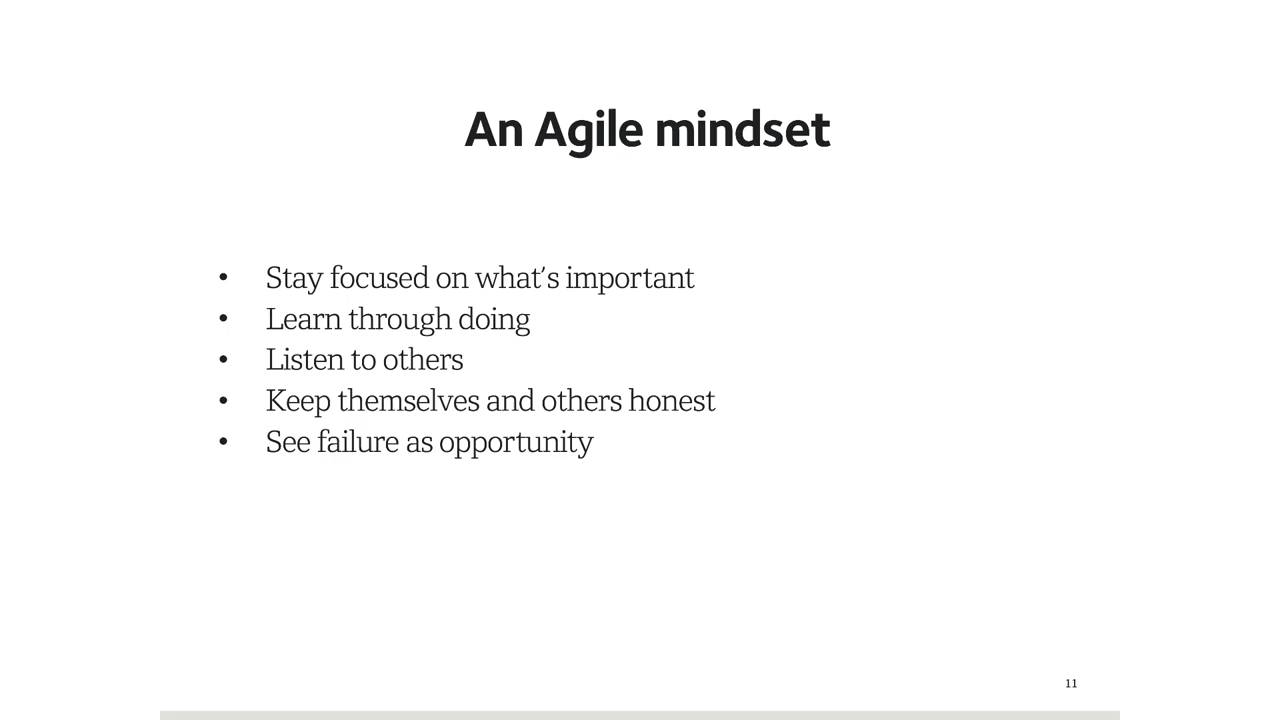 An Agile mindset
• Stay focused on what's important
• Learn through doing
• Listen to others
• Keep themselves and others honest
• See failure as opportunity
11